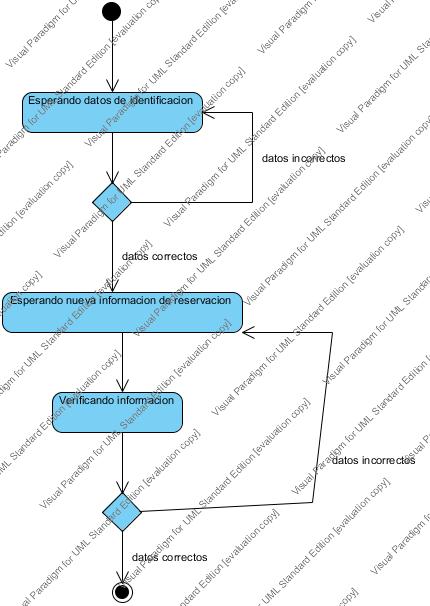 Esperando datos de identificacion
datos incorrectos
datos correctos
Esperando nueva informacion de reservacion
Verificando informacion
datos incorrectos
datos correctos
Visual Paradigm for UML Standard Edition [evaluation copy]